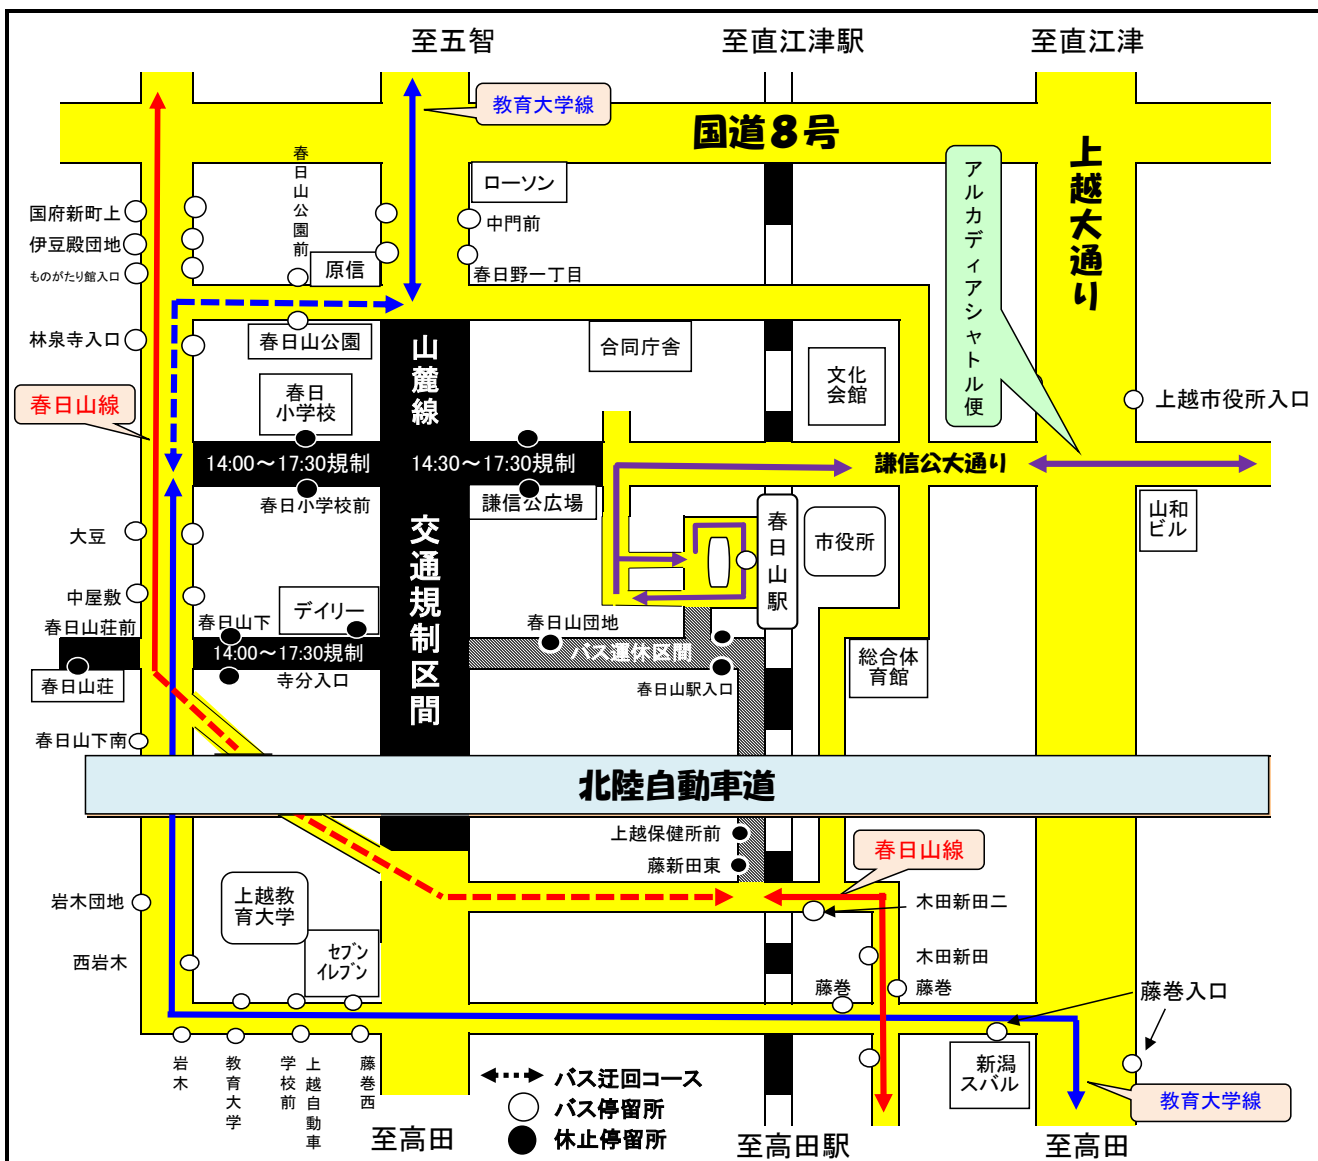 至五智
至直江津駅
至直江津
教育大学線
国道８号
ローソン
春日山公園前
上越大通り
アルカディアシャトル便
国府新町上
中門前
伊豆殿団地
原信
春日野一丁目
ものがたり館入口
林泉寺入口
春日山公園
山麓線
合同庁舎
文化
会館
春日
小学校
春日山線
上越市役所入口
14:00～17:30規制
14:30～17:30規制
謙信公大通り
春日小学校前
謙信公広場
交通規制区間
春日山駅
市役所
山和
ビル
大豆
中屋敷
デイリー
春日山下
春日山団地
春日山荘前
14:00～17:30規制
バス運休区間
総合体
育館
春日山荘
寺分入口
春日山駅入口
春日山下南
北陸自動車道
上越保健所前
春日山線
藤新田東
岩木団地
上越教
育大学
木田新田二
セブン
イレブン
西岩木
木田新田
藤巻
藤巻
藤巻入口
岩木
教育大学
上越自動車
学校前
藤巻西
新潟
スバル
バス迂回コース
バス停留所
休止停留所
教育大学線
至高田
至高田駅
至高田